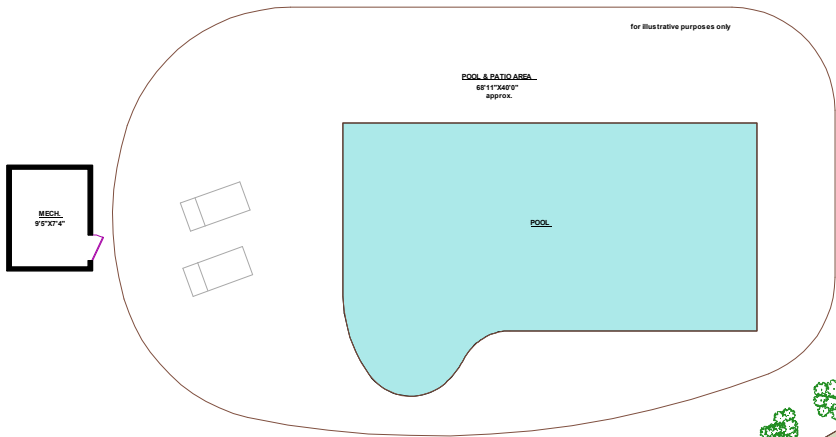 for illustrative purposes only
POOL & PATIO AREA
68'11"X40'0"
approx.
MECH.
9'5"X7'4"
POOL